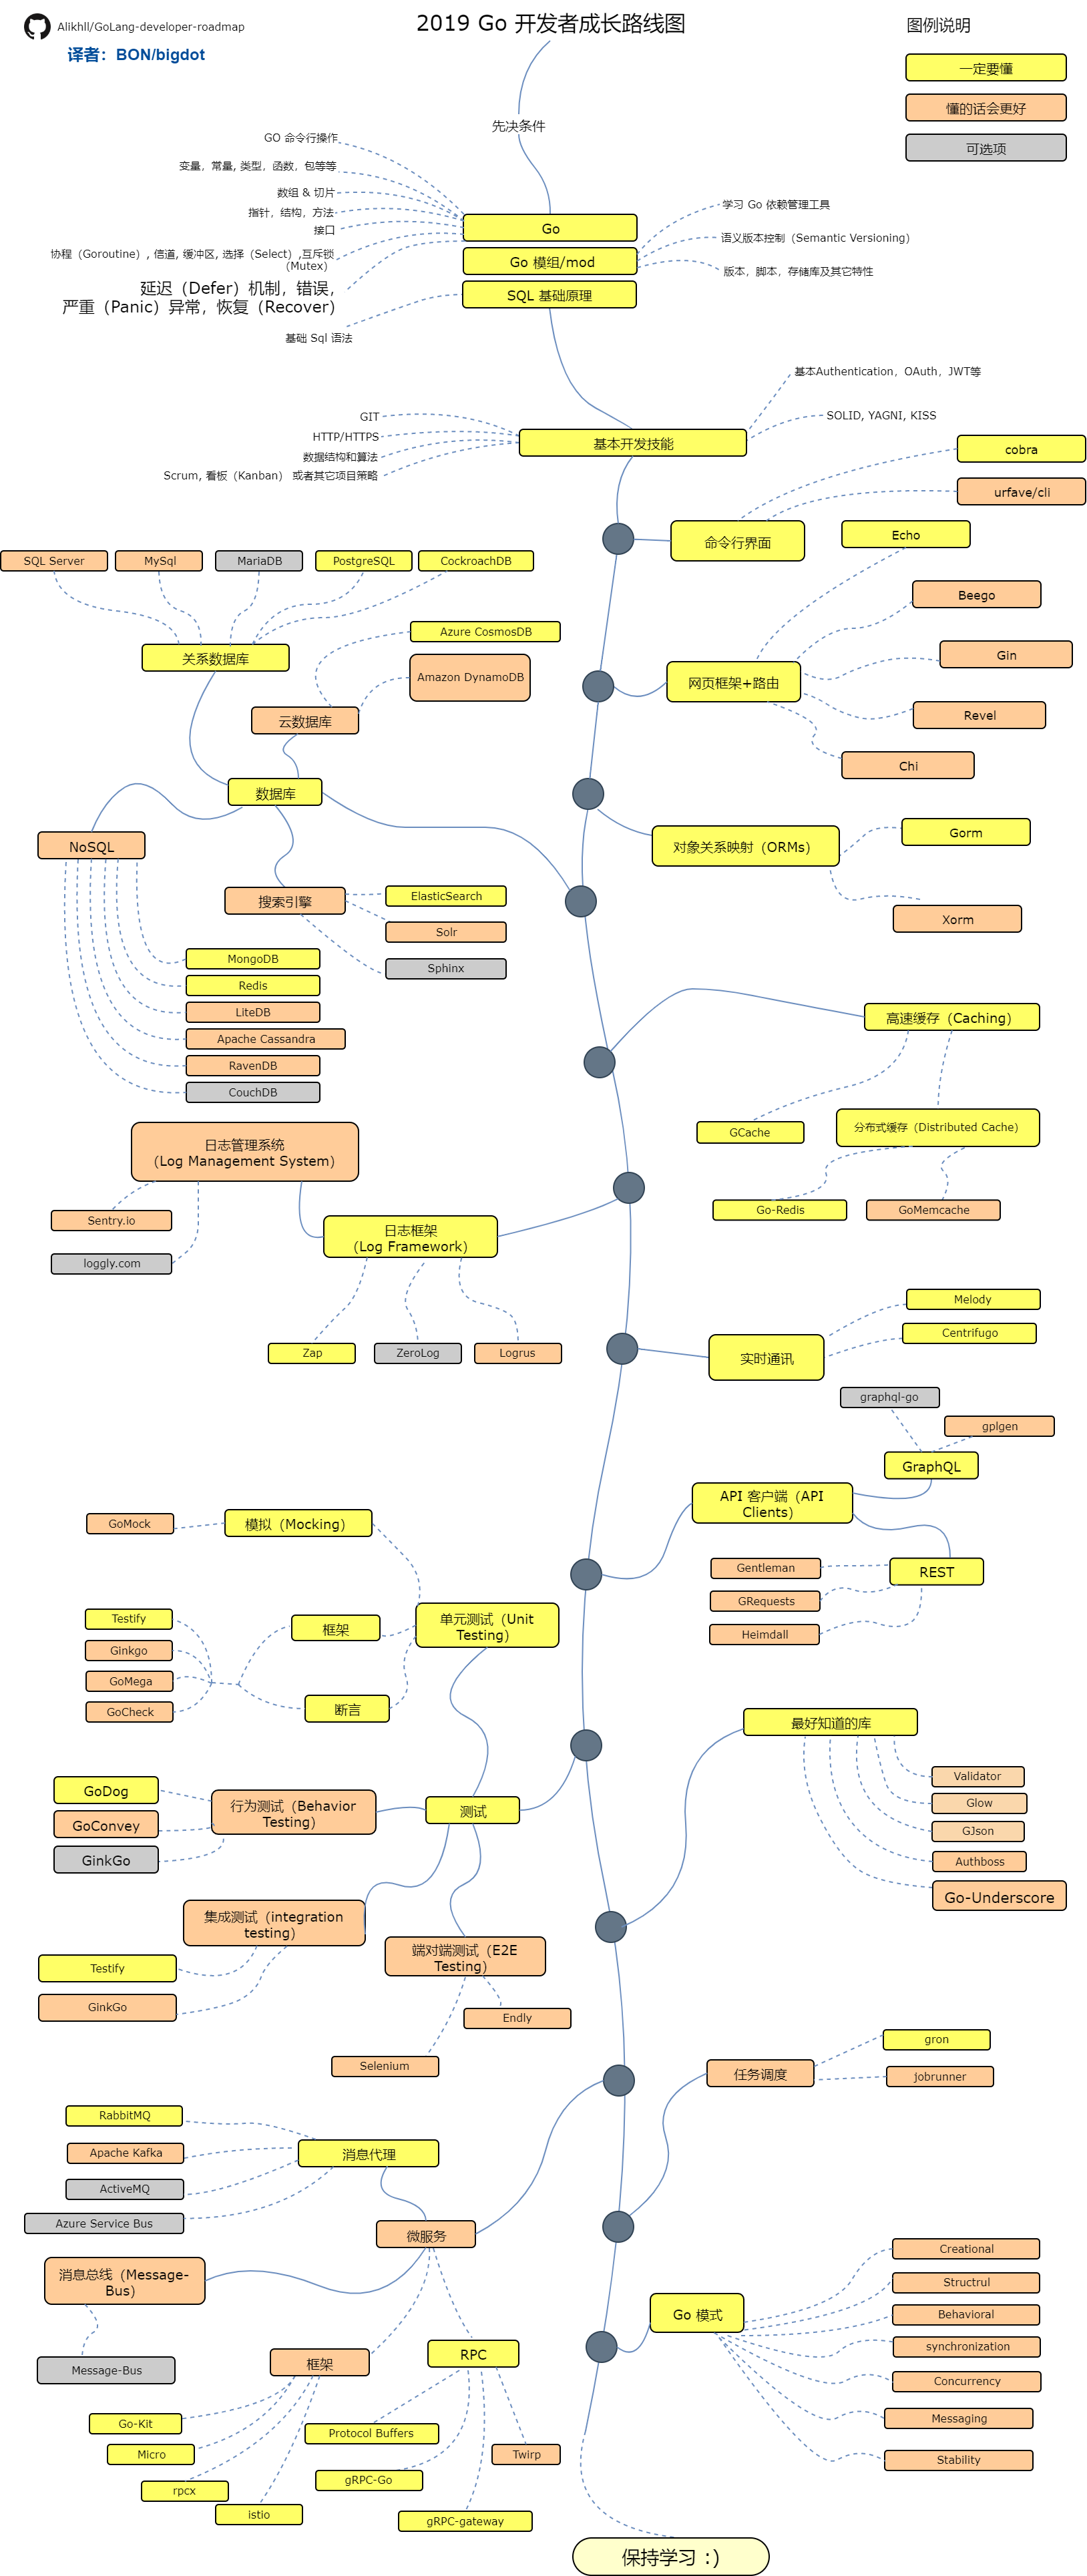 Alikhll/GoLang-developer-roadmap
译者：BON/bigdot
2019 Go 开发者成长路线图
图例说明
一定要懂
懂的话会更好
可选项
先决条件
GO 命令行操作
变量，常量, 类型，函数，包等等
数组 & 切片
指针，结构，方法
接口
协程（Goroutine）, 信道, 缓冲区, 选择（Select）,互斥锁
（Mutex）
延迟（Defer）机制，错误，
严重（Panic）异常，恢复（Recover）
基础 Sql 语法
Go
Go 模组/mod
SQL 基础原理
学习 Go 依赖管理工具
语义版本控制（Semantic Versioning）
版本，脚本，存储库及其它特性
基本Authentication，OAuth，JWT等
SOLID, YAGNI, KISS
GIT
HTTP/HTTPS
数据结构和算法
Scrum, 看板（Kanban） 或者其它项目策略
基本开发技能
cobra
urfave/cli
命令行界面
Echo
Beego
Gin
Revel
Chi
网页框架+路由
SQL Server
MySql
MariaDB
PostgreSQL
CockroachDB
关系数据库
Azure CosmosDB
Amazon DynamoDB
云数据库
数据库
NoSQL
搜索引擎
ElasticSearch
Solr
Sphinx
MongoDB
Redis
LiteDB
Apache Cassandra
RavenDB
CouchDB
对象关系映射（ORMs）
Gorm
Xorm
高速缓存（Caching）
GCache
分布式缓存（Distributed Cache）
Go-Redis
GoMemcache
日志管理系统
（Log Management System）
Sentry.io
loggly.com
日志框架
（Log Framework）
Zap
ZeroLog
Logrus
实时通讯
Melody
Centrifugo
graphql-go
gplgen
GraphQL
API 客户端（API
Clients）
REST
Gentleman
GRequests
Heimdall
GoMock
模拟（Mocking）
Testify
Ginkgo
GoMega
GoCheck
框架
断言
单元测试（Unit
Testing）
最好知道的库
Validator
Glow
GJson
Authboss
Go-Underscore
GoDog
GoConvey
GinkGo
行为测试（Behavior
Testing）
测试
集成测试（integration
testing）
Testify
GinkGo
端对端测试（E2E
Testing）
Endly
Selenium
任务调度
gron
jobrunner
RabbitMQ
Apache Kafka
ActiveMQ
Azure Service Bus
消息代理
微服务
消息总线（Message-
Bus）
Message-Bus
框架
Go-Kit
Micro
rpcx
istio
RPC
Protocol Buffers
gRPC-Go
gRPC-gateway
Twirp
Go 模式
Creational
Structrul
Behavioral
synchronization
Concurrency
Messaging
Stability
保持学习 :)